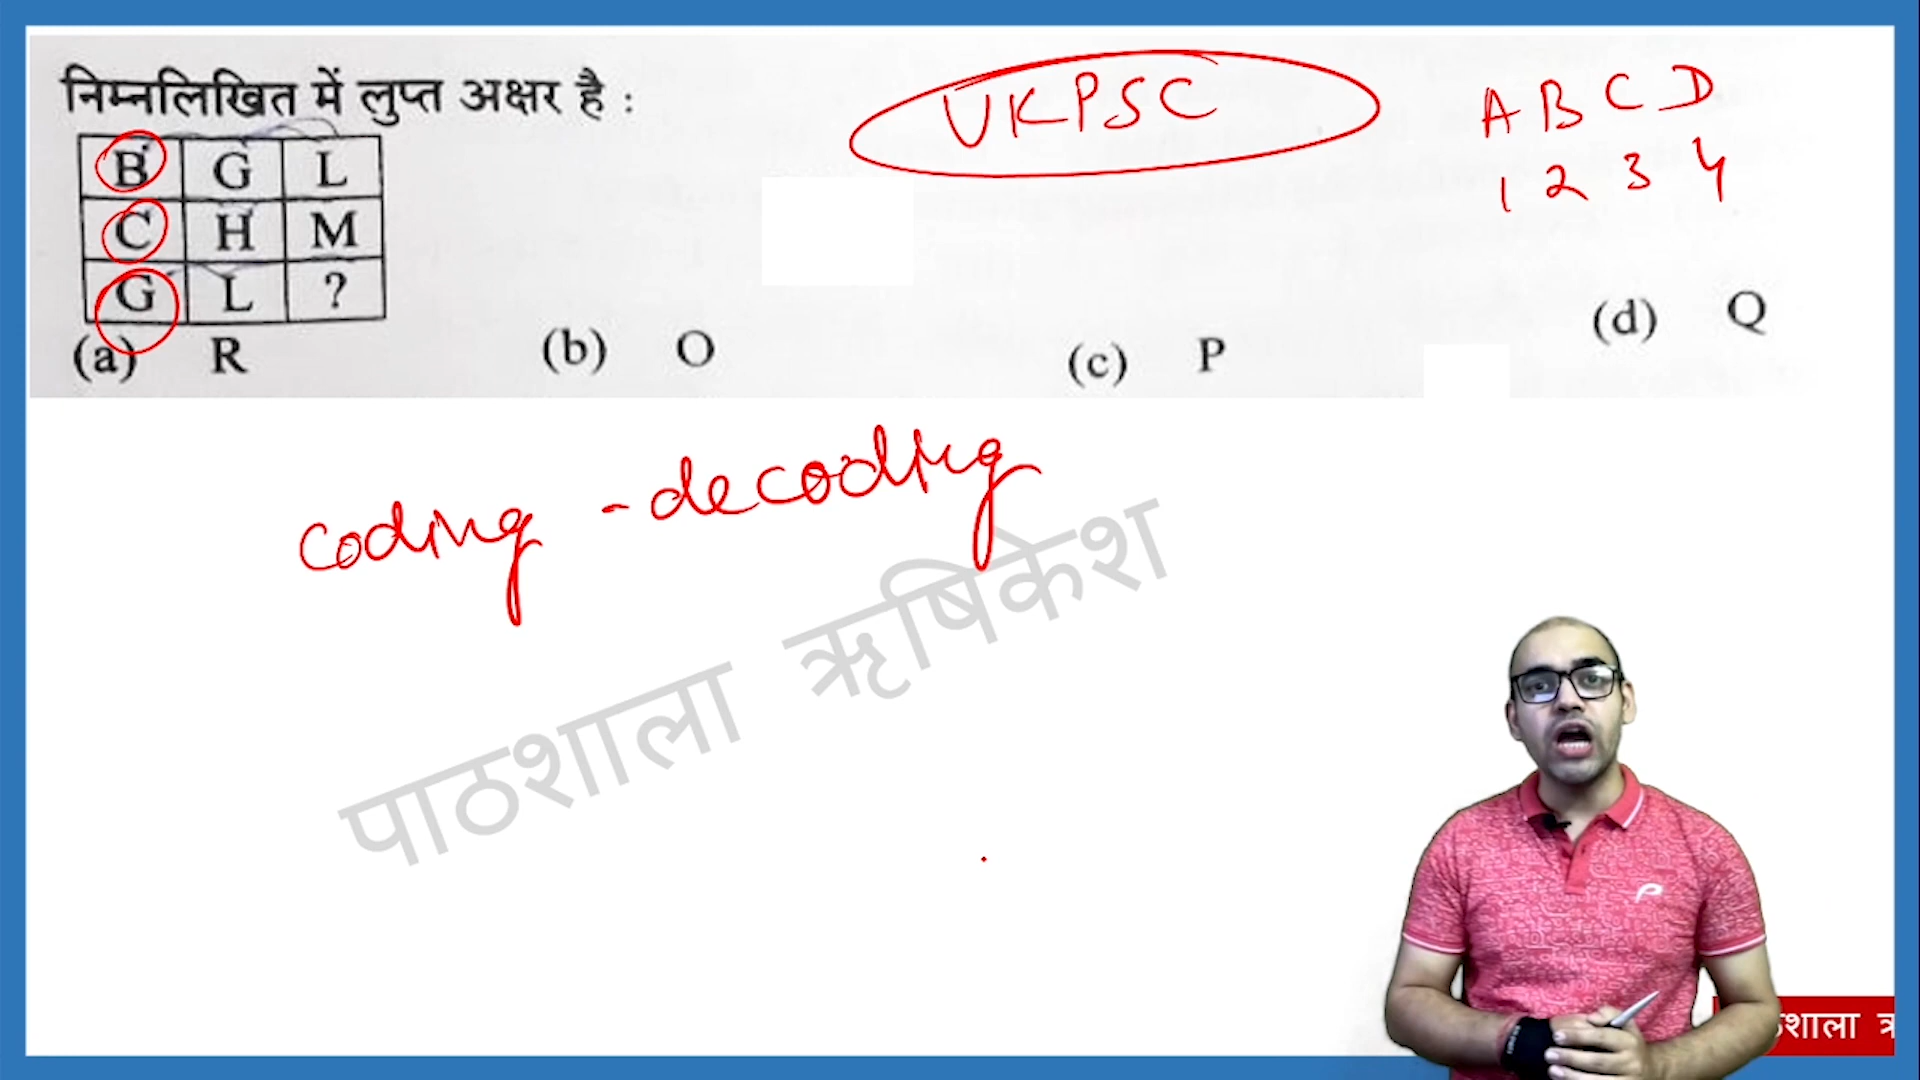 निम्नलिखित में लुप्त अक्षर है :
UKPSC
A B C D
1 2 3 4
B G L
C H M
G L ?
(a) R (b) O (c) P (d) Q
coding - decoding
पाठशाला ऋषिकेश